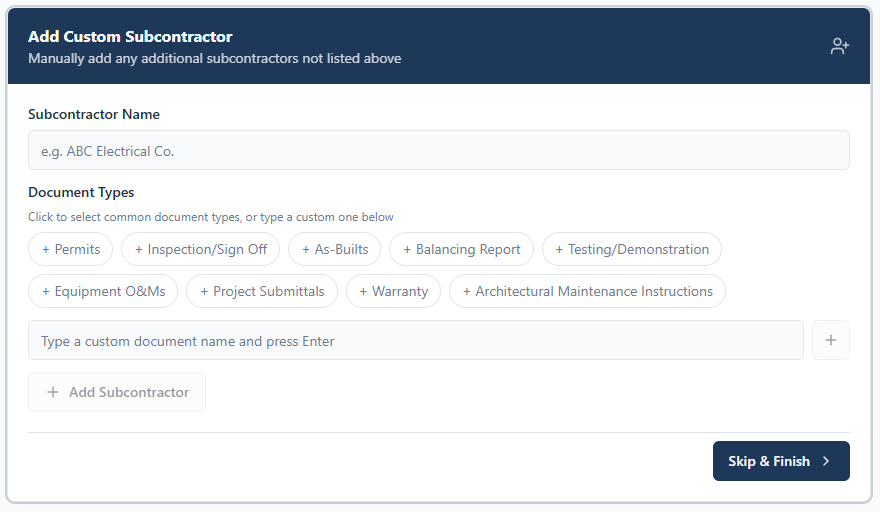 Add Custom Subcontractor
Manually add any additional subcontractors not listed above
Subcontractor Name
e.g. ABC Electrical Co.
Document Types
Click to select common document types, or type a custom one below
+ Permits + Inspection/Sign Off + As-Builts + Balancing Report + Testing/Demonstration
+ Equipment O&Ms + Project Submittals + Warranty + Architectural Maintenance Instructions
Type a custom document name and press Enter +
+ Add Subcontractor
Skip & Finish >